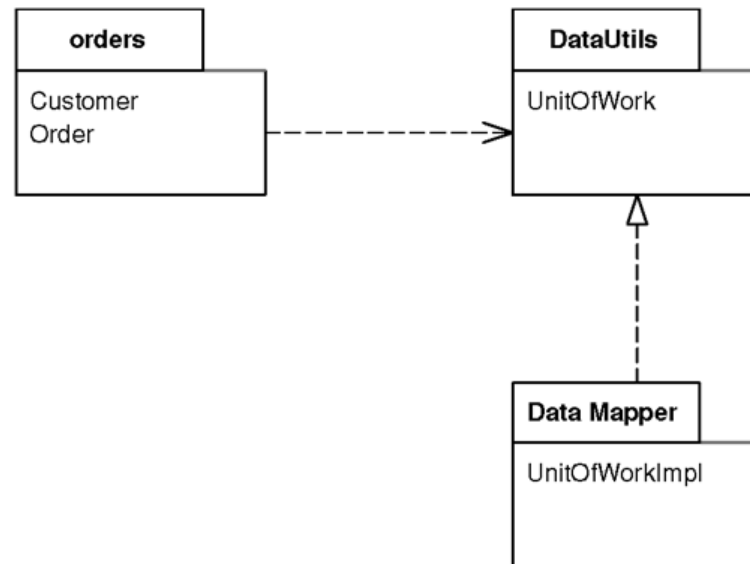 orders
Customer
Order
DataUtils
UnitOfWork
Data Mapper
UnitOfWorkImpl